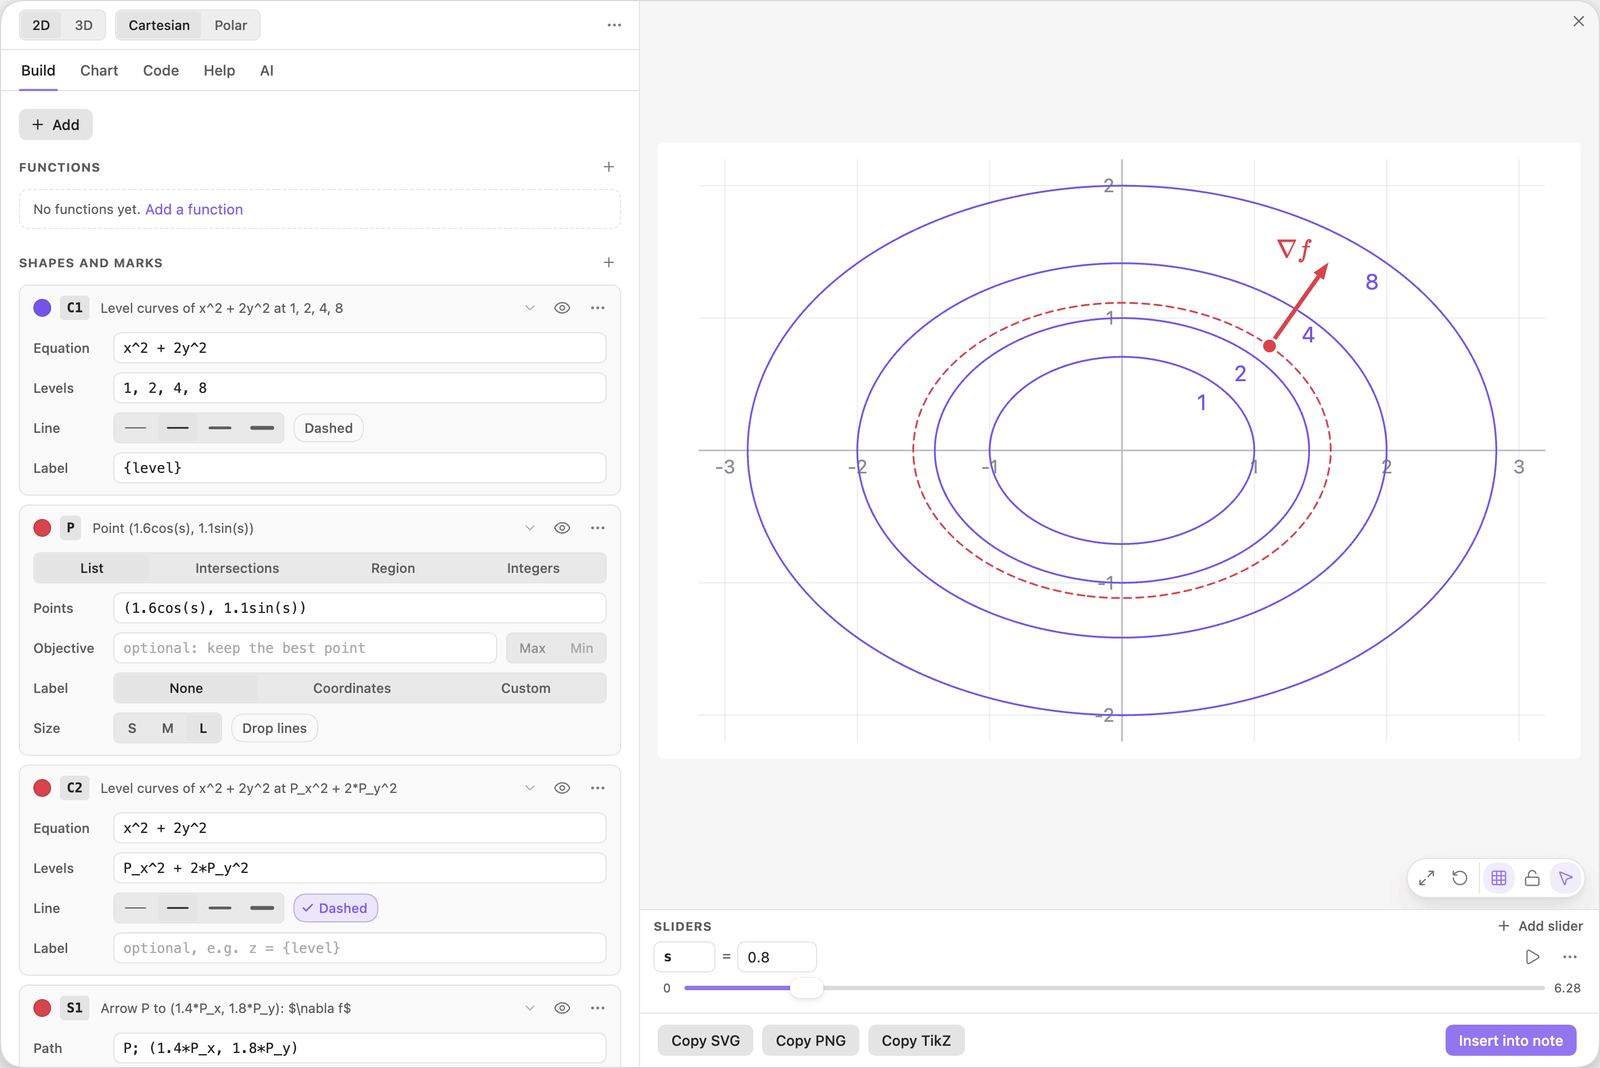 2D 3D Cartesian Polar
Build Chart Code Help AI
+ Add
FUNCTIONS
No functions yet. Add a function
SHAPES AND MARKS
C1 Level curves of x^2 + 2y^2 at 1, 2, 4, 8
Equation x^2 + 2y^2
Levels 1, 2, 4, 8
Line Dashed
Label {level}
P Point (1.6cos(s), 1.1sin(s))
List Intersections Region Integers
Points (1.6cos(s), 1.1sin(s))
Objective optional: keep the best point Max Min
Label None Coordinates Custom
Size S M L Drop lines
C2 Level curves of x^2 + 2y^2 at P_x^2 + 2*P_y^2
Equation x^2 + 2y^2
Levels P_x^2 + 2*P_y^2
Line ✓ Dashed
Label optional, e.g. z = {level}
S1 Arrow P to (1.4*P_x, 1.8*P_y): $\nabla f$
Path P; (1.4*P_x, 1.8*P_y)
2
∇f
8
1
4
2
1
-3 -2 -1 1 2 3
-1
-2
SLIDERS + Add slider
s = 0.8
0 6.28
Copy SVG Copy PNG Copy TikZ Insert into note